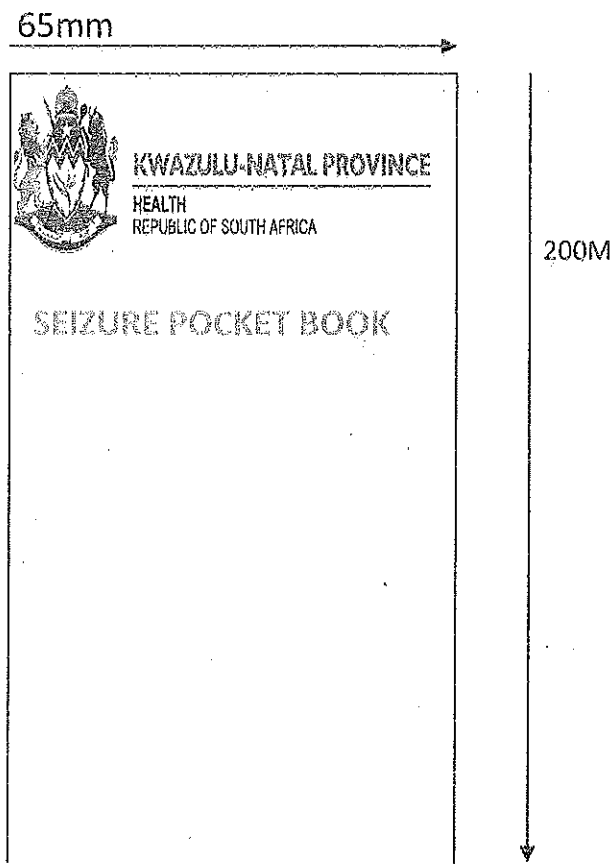 65mm
KWAZULU-NATAL PROVINCE
HEALTH
REPUBLIC OF SOUTH AFRICA
200M
SEIZURE POCKET BOOK